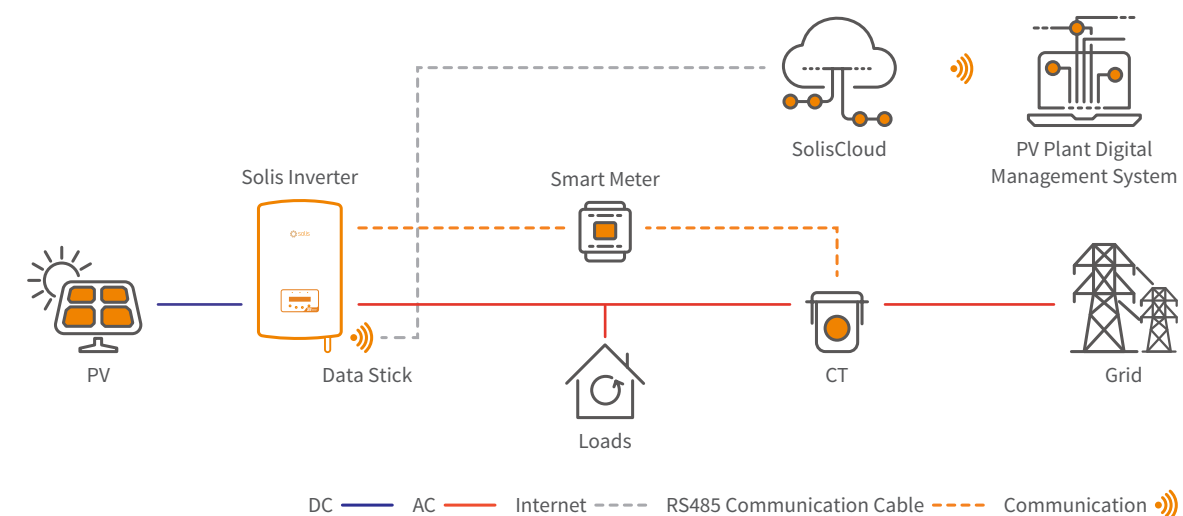 SolisCloud
PV Plant Digital
Management System
Solis Inverter
Smart Meter
solis
PV
Data Stick
CT
Grid
Loads
DC
AC
Internet
RS485 Communication Cable
Communication